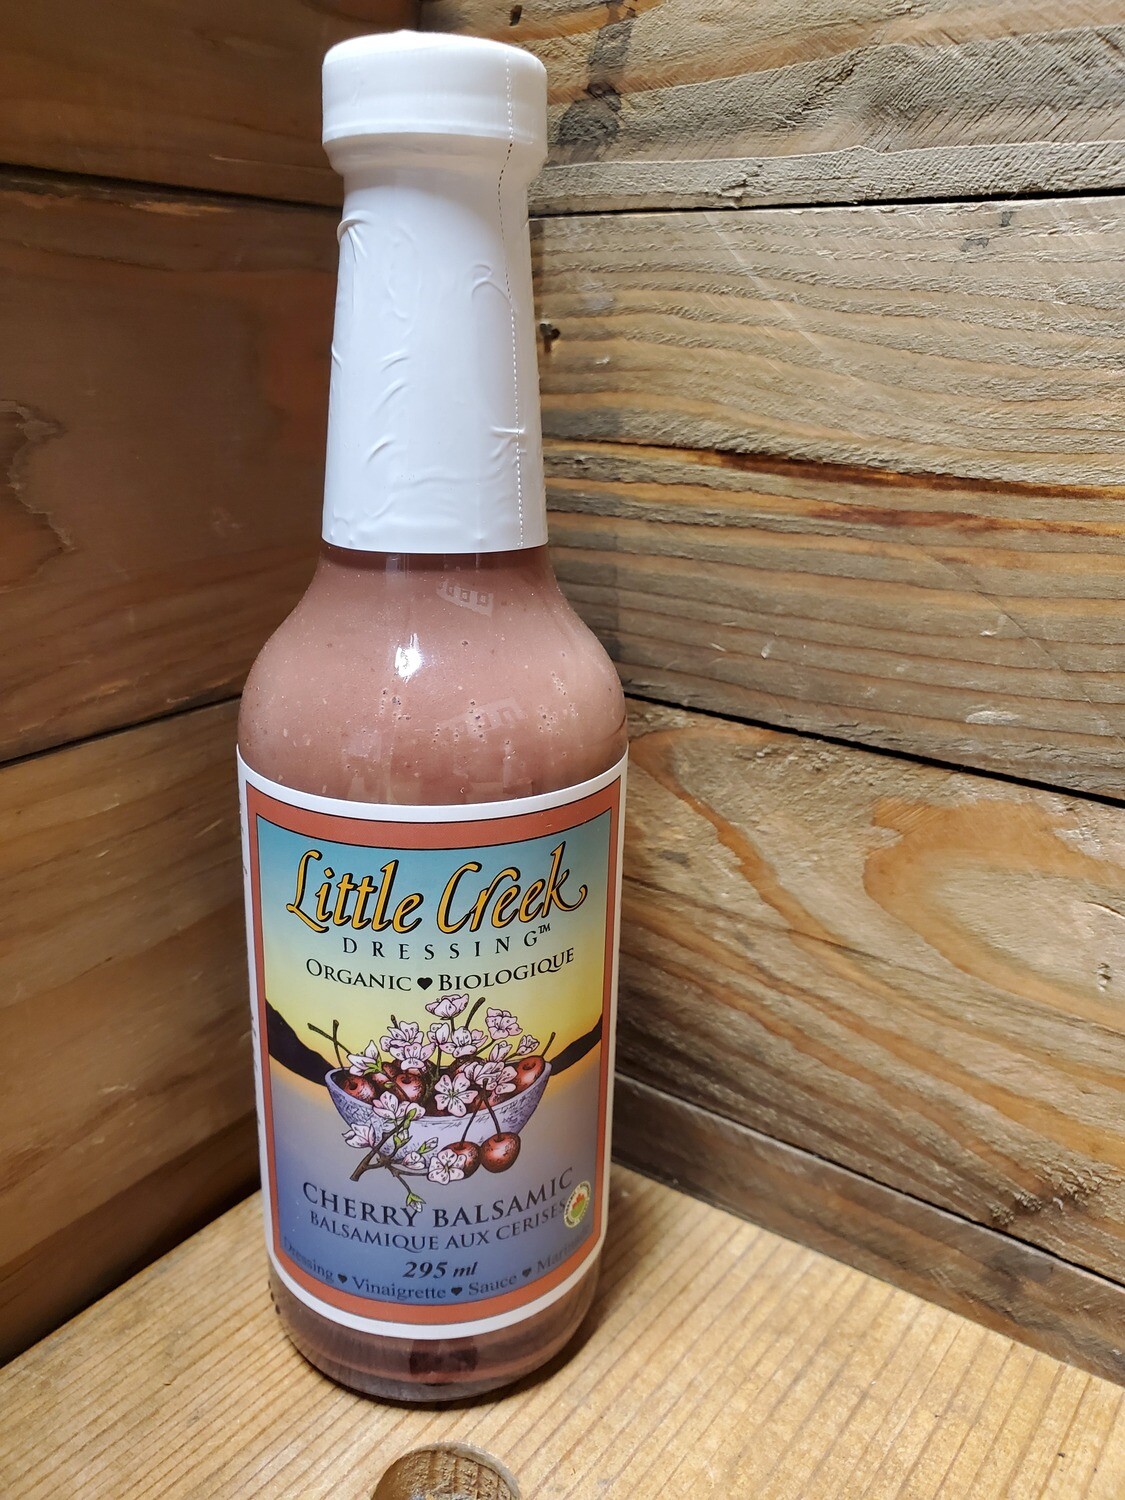 Little Creek
DRESSING™
ORGANIC ♥ BIOLOGIQUE
CHERRY BALSAMIC
BALSAMIQUE AUX CERISES
295 ml
Dressing ♥ Vinaigrette ♥ Sauce ♥